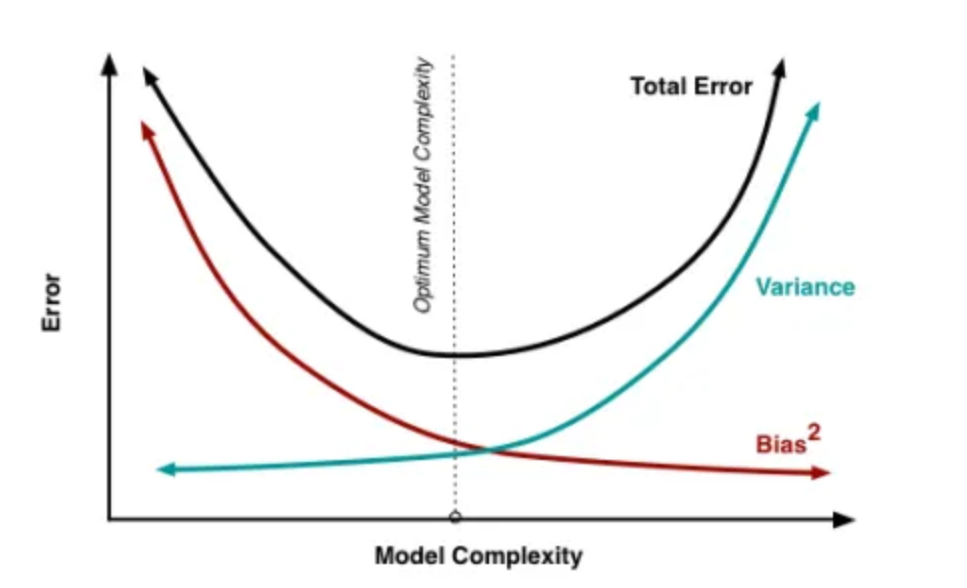 Total Error
Optimum Model Complexity
Variance
Error
Bias²
Model Complexity